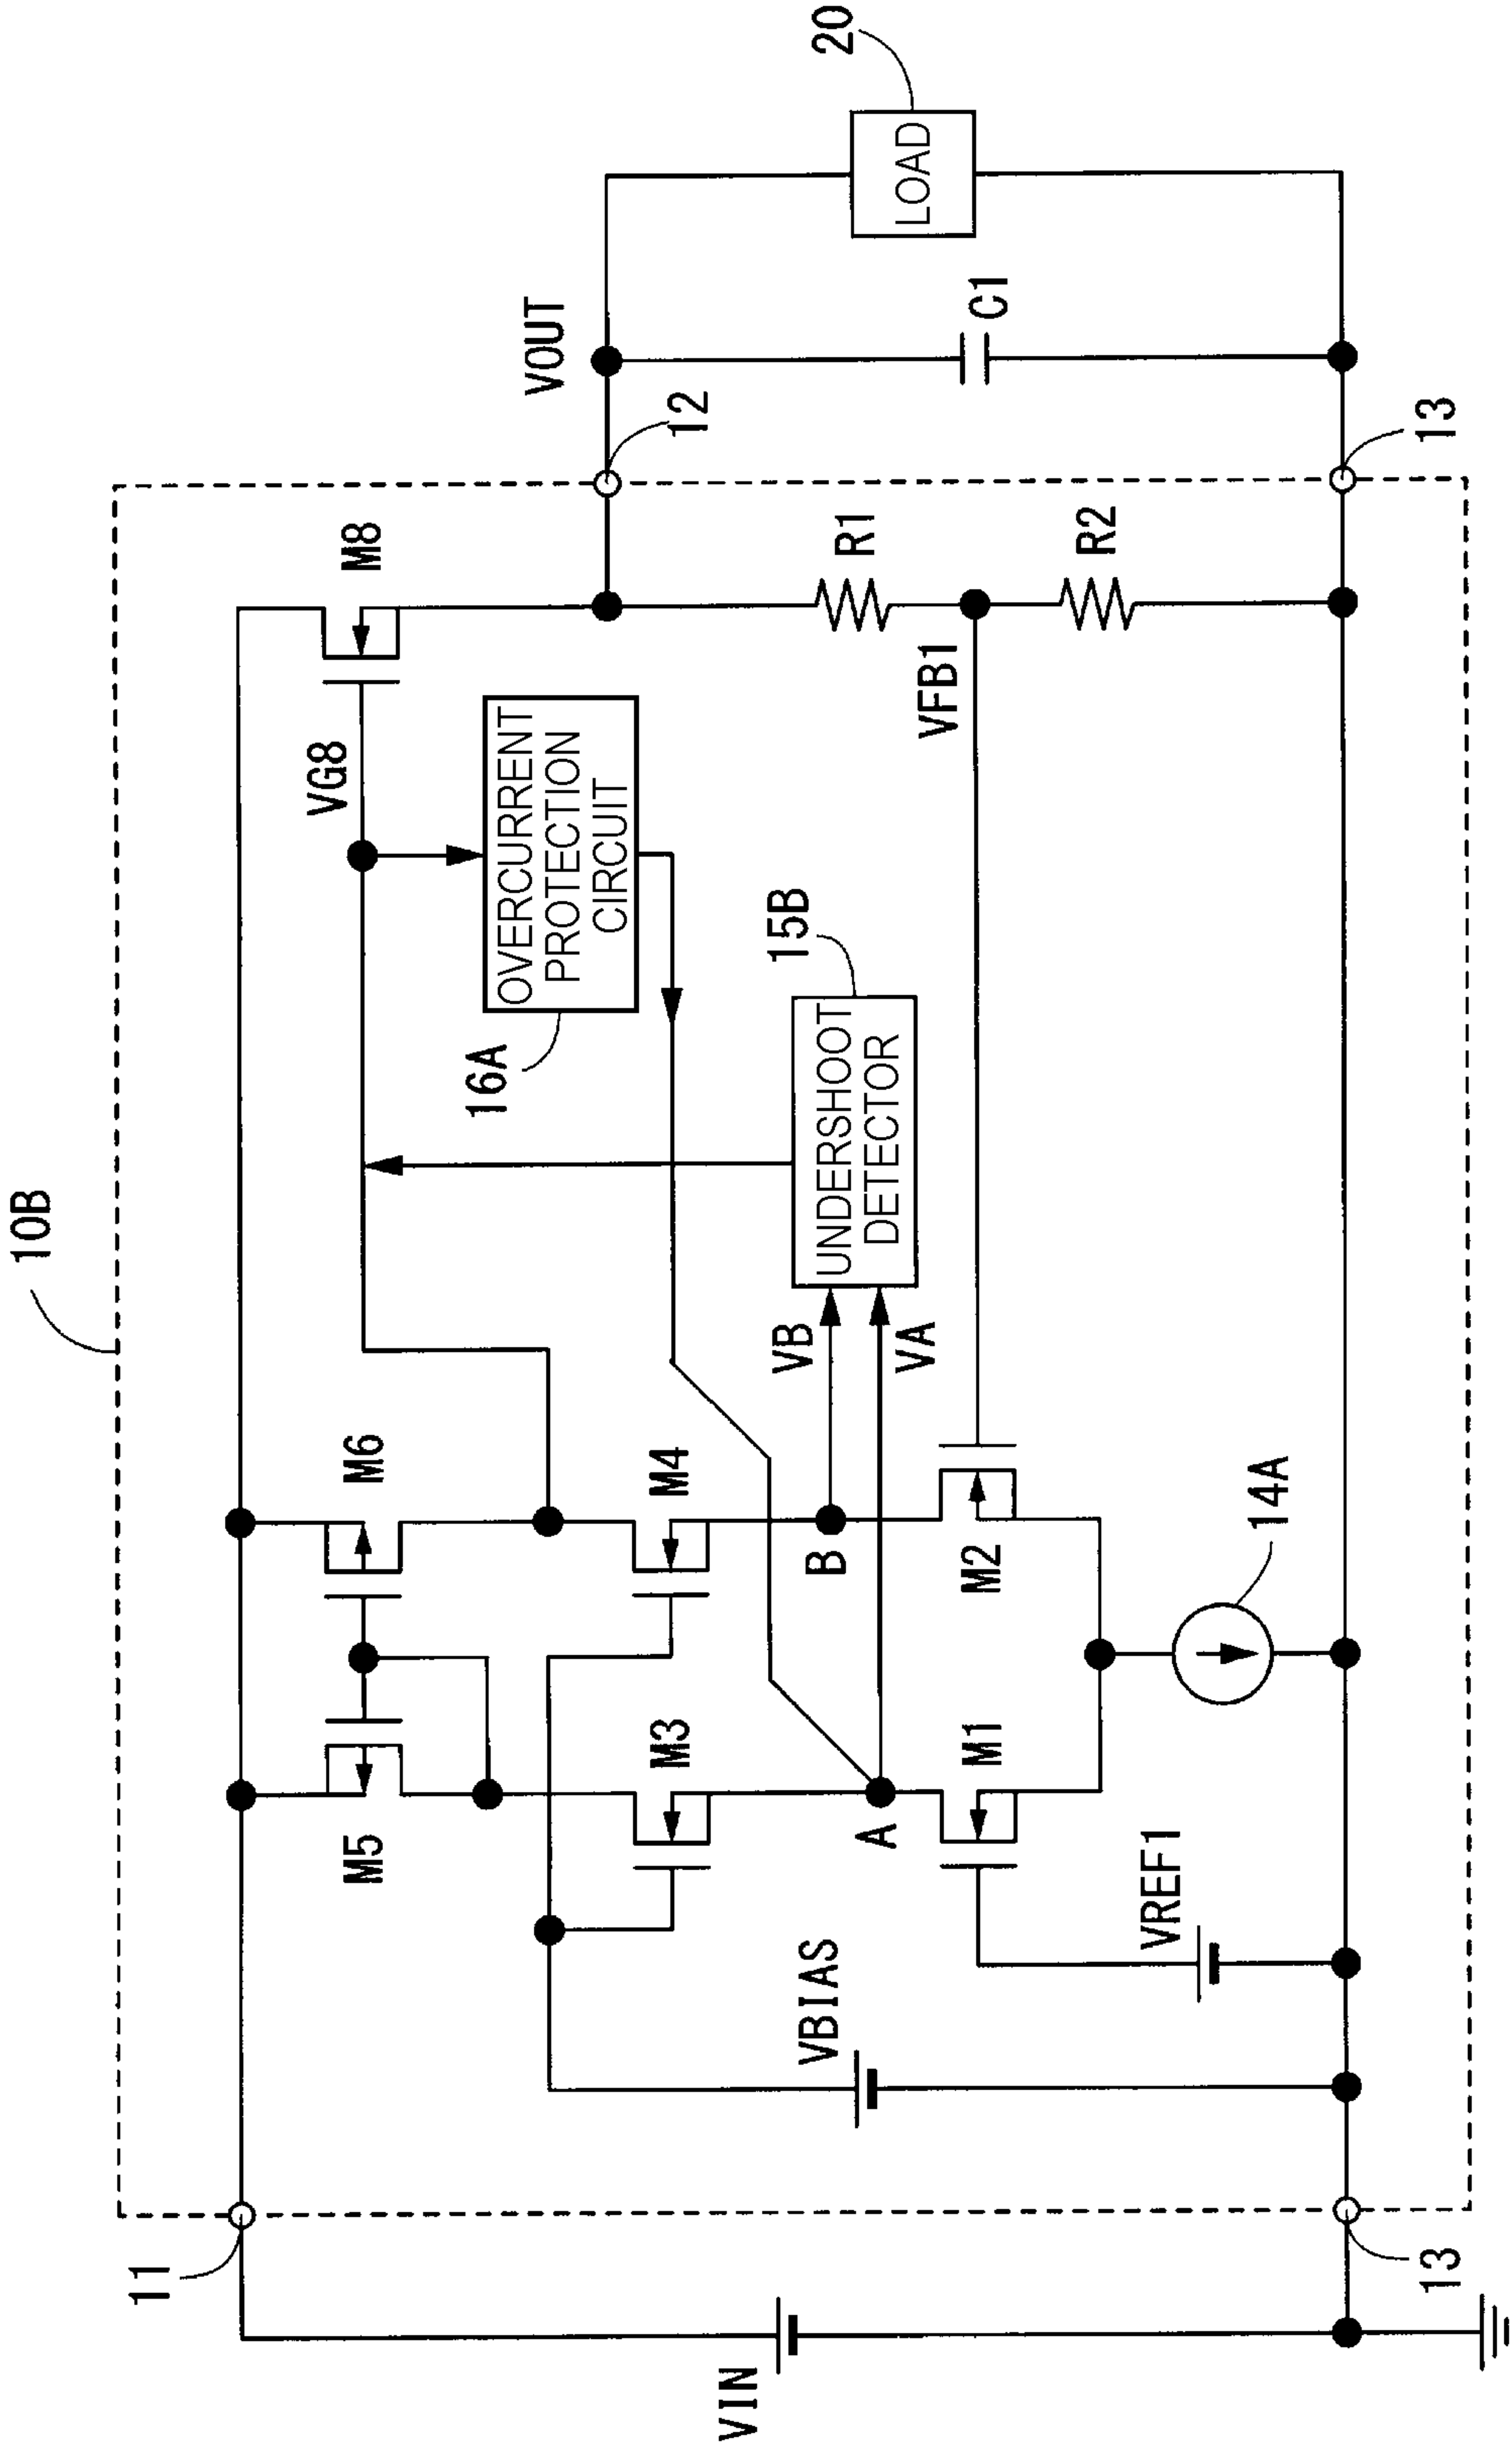 10B
11
VIN
13
VBIAS
VREF1
M5
M6
M3
M4
A
B
M1
M2
14A
VB
VA
UNDERSHOOT
DETECTOR
15B
16A
OVERCURRENT
PROTECTION
CIRCUIT
VG8
M8
VFB1
R1
R2
12
13
VOUT
C1
LOAD
20